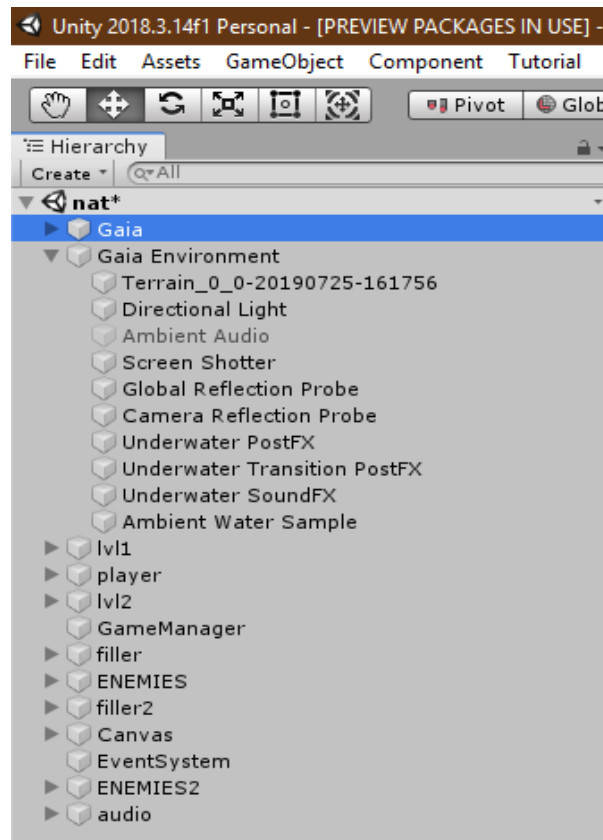 Unity 2018.3.14f1 Personal - [PREVIEW PACKAGES IN USE] -
File Edit Assets GameObject Component Tutorial
Pivot Glob
Hierarchy
Create All
nat*
Gaia
Gaia Environment
Terrain_0_0-20190725-161756
Directional Light
Ambient Audio
Screen Shotter
Global Reflection Probe
Camera Reflection Probe
Underwater PostFX
Underwater Transition PostFX
Underwater SoundFX
Ambient Water Sample
lvl1
player
lvl2
GameManager
filler
ENEMIES
filler2
Canvas
EventSystem
ENEMIES2
audio